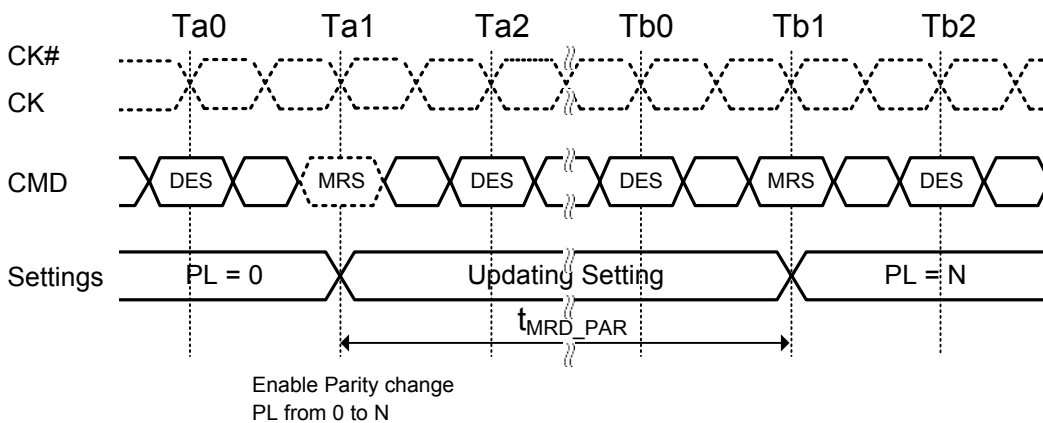 Ta0 Ta1 Ta2 Tb0 Tb1 Tb2
CK#
CK
CMD DES MRS DES DES MRS DES
Settings PL = 0 Updating Setting PL = N
tMRD_PAR
Enable Parity change
PL from 0 to N